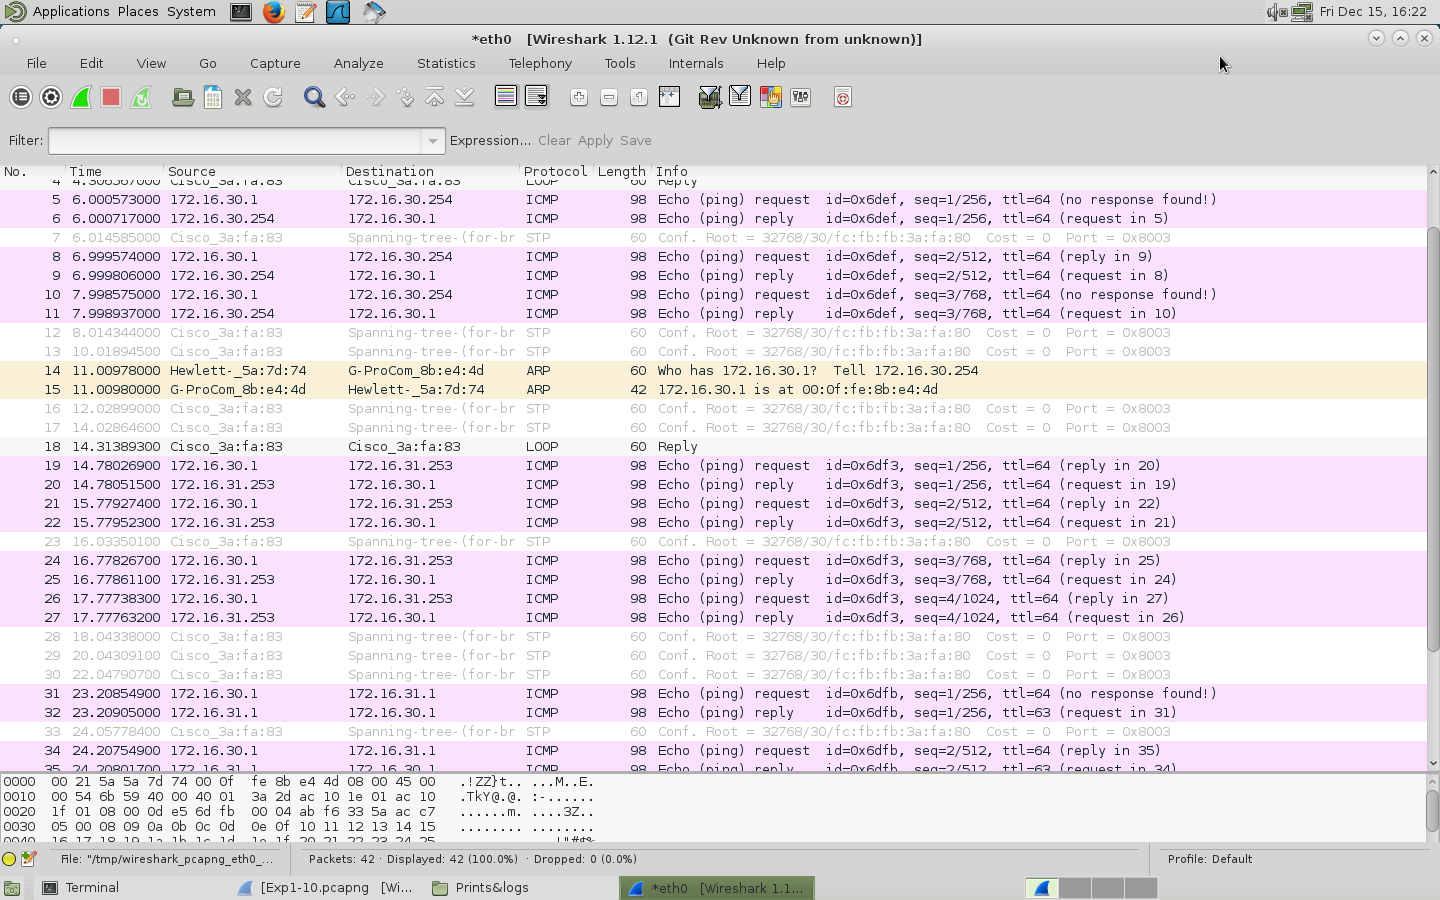 Applications Places System Fri Dec 15, 16:22
*eth0 [Wireshark 1.12.1 (Git Rev Unknown from unknown)]
File Edit View Go Capture Analyze Statistics Telephony Tools Internals Help
Filter: Expression... Clear Apply Save
No. Time Source Destination Protocol Length Info
4 4.306567000 Cisco_3a:fa:83 Cisco_3a:fa:83 LOOP 60 Reply
5 6.000573000 172.16.30.1 172.16.30.254 ICMP 98 Echo (ping) request id=0x6def, seq=1/256, ttl=64 (no response found!)
6 6.000717000 172.16.30.254 172.16.30.1 ICMP 98 Echo (ping) reply id=0x6def, seq=1/256, ttl=64 (request in 5)
7 6.014585000 Cisco_3a:fa:83 Spanning-tree-(for-br STP 60 Conf. Root = 32768/30/fc:fb:fb:3a:fa:80 Cost = 0 Port = 0x8003
8 6.999574000 172.16.30.1 172.16.30.254 ICMP 98 Echo (ping) request id=0x6def, seq=2/512, ttl=64 (reply in 9)
9 6.999806000 172.16.30.254 172.16.30.1 ICMP 98 Echo (ping) reply id=0x6def, seq=2/512, ttl=64 (request in 8)
10 7.998575000 172.16.30.1 172.16.30.254 ICMP 98 Echo (ping) request id=0x6def, seq=3/768, ttl=64 (no response found!)
11 7.998937000 172.16.30.254 172.16.30.1 ICMP 98 Echo (ping) reply id=0x6def, seq=3/768, ttl=64 (request in 10)
12 8.014344000 Cisco_3a:fa:83 Spanning-tree-(for-br STP 60 Conf. Root = 32768/30/fc:fb:fb:3a:fa:80 Cost = 0 Port = 0x8003
13 10.01894500 Cisco_3a:fa:83 Spanning-tree-(for-br STP 60 Conf. Root = 32768/30/fc:fb:fb:3a:fa:80 Cost = 0 Port = 0x8003
14 11.00978000 Hewlett-_5a:7d:74 G-ProCom_8b:e4:4d ARP 60 Who has 172.16.30.1? Tell 172.16.30.254
15 11.00980000 G-ProCom_8b:e4:4d Hewlett-_5a:7d:74 ARP 42 172.16.30.1 is at 00:0f:fe:8b:e4:4d
16 12.02899000 Cisco_3a:fa:83 Spanning-tree-(for-br STP 60 Conf. Root = 32768/30/fc:fb:fb:3a:fa:80 Cost = 0 Port = 0x8003
17 14.02864600 Cisco_3a:fa:83 Spanning-tree-(for-br STP 60 Conf. Root = 32768/30/fc:fb:fb:3a:fa:80 Cost = 0 Port = 0x8003
18 14.31389300 Cisco_3a:fa:83 Cisco_3a:fa:83 LOOP 60 Reply
19 14.78026900 172.16.30.1 172.16.31.253 ICMP 98 Echo (ping) request id=0x6df3, seq=1/256, ttl=64 (reply in 20)
20 14.78051500 172.16.31.253 172.16.30.1 ICMP 98 Echo (ping) reply id=0x6df3, seq=1/256, ttl=64 (request in 19)
21 15.77927400 172.16.30.1 172.16.31.253 ICMP 98 Echo (ping) request id=0x6df3, seq=2/512, ttl=64 (reply in 22)
22 15.77952300 172.16.31.253 172.16.30.1 ICMP 98 Echo (ping) reply id=0x6df3, seq=2/512, ttl=64 (request in 21)
23 16.03350100 Cisco_3a:fa:83 Spanning-tree-(for-br STP 60 Conf. Root = 32768/30/fc:fb:fb:3a:fa:80 Cost = 0 Port = 0x8003
24 16.77826700 172.16.30.1 172.16.31.253 ICMP 98 Echo (ping) request id=0x6df3, seq=3/768, ttl=64 (reply in 25)
25 16.77861100 172.16.31.253 172.16.30.1 ICMP 98 Echo (ping) reply id=0x6df3, seq=3/768, ttl=64 (request in 24)
26 17.77738300 172.16.30.1 172.16.31.253 ICMP 98 Echo (ping) request id=0x6df3, seq=4/1024, ttl=64 (reply in 27)
27 17.77763200 172.16.31.253 172.16.30.1 ICMP 98 Echo (ping) reply id=0x6df3, seq=4/1024, ttl=64 (request in 26)
28 18.04338000 Cisco_3a:fa:83 Spanning-tree-(for-br STP 60 Conf. Root = 32768/30/fc:fb:fb:3a:fa:80 Cost = 0 Port = 0x8003
29 20.04309100 Cisco_3a:fa:83 Spanning-tree-(for-br STP 60 Conf. Root = 32768/30/fc:fb:fb:3a:fa:80 Cost = 0 Port = 0x8003
30 22.04790700 Cisco_3a:fa:83 Spanning-tree-(for-br STP 60 Conf. Root = 32768/30/fc:fb:fb:3a:fa:80 Cost = 0 Port = 0x8003
31 23.20854900 172.16.30.1 172.16.31.1 ICMP 98 Echo (ping) request id=0x6dfb, seq=1/256, ttl=64 (no response found!)
32 23.20905000 172.16.31.1 172.16.30.1 ICMP 98 Echo (ping) reply id=0x6dfb, seq=1/256, ttl=63 (request in 31)
33 24.05778400 Cisco_3a:fa:83 Spanning-tree-(for-br STP 60 Conf. Root = 32768/30/fc:fb:fb:3a:fa:80 Cost = 0 Port = 0x8003
34 24.20754900 172.16.30.1 172.16.31.1 ICMP 98 Echo (ping) request id=0x6dfb, seq=2/512, ttl=64 (reply in 35)
35 24.20801700 172.16.31.1 172.16.30.1 ICMP 98 Echo (ping) reply id=0x6dfb, seq=2/512, ttl=63 (request in 34)
0000 00 21 5a 5a 7d 74 00 0f fe 8b e4 4d 08 00 45 00 .!ZZ}t.. ...M..E.
0010 00 54 6b 59 40 00 40 01 3a 2d ac 10 1e 01 ac 10 .TkY@.@. :-......
0020 1f 01 08 00 0d e5 6d fb 00 04 ab f6 33 5a ac c7 ......m. ....3Z..
0030 05 00 08 09 0a 0b 0c 0d 0e 0f 10 11 12 13 14 15 ........ ........
0040 16 17 18 19 1a 1b 1c 1d 1e 1f 20 21 22 23 24 25
File: "/tmp/wireshark_pcapng_eth0_... Packets: 42 · Displayed: 42 (100.0%) · Dropped: 0 (0.0%) Profile: Default
Terminal [Exp1-10.pcapng [Wi... Prints&logs *eth0 [Wireshark 1.1...